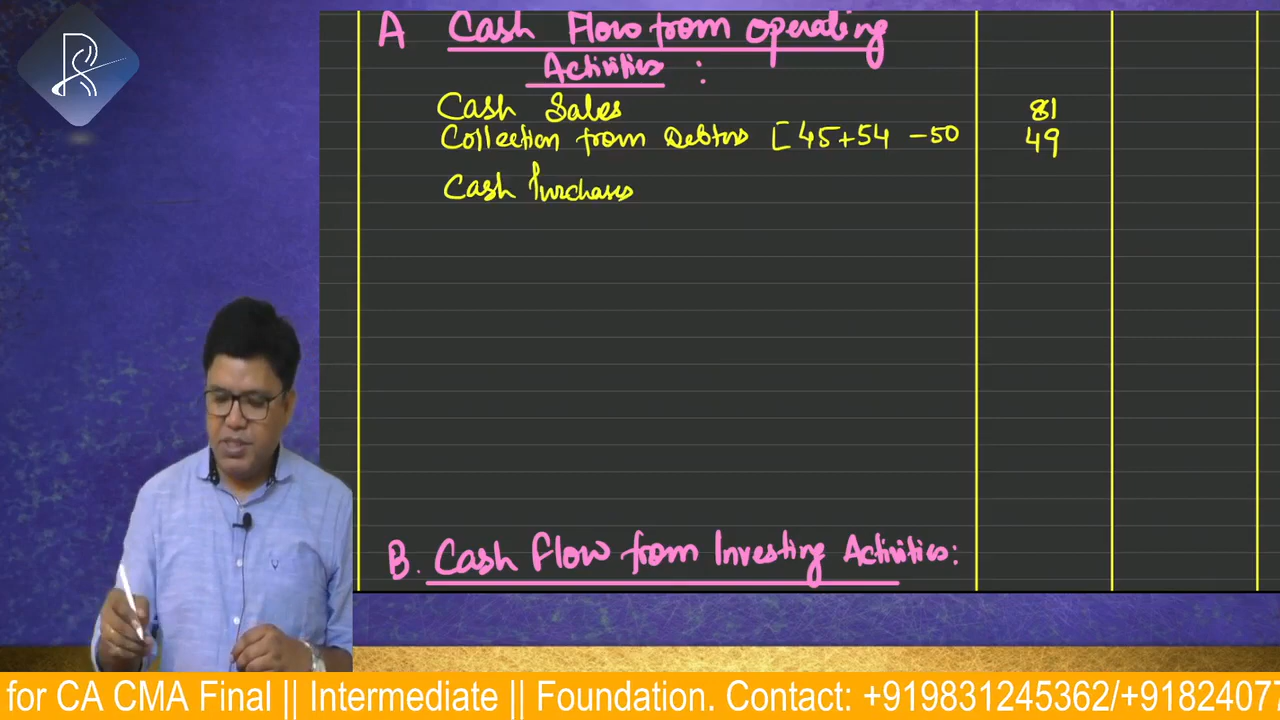 A Cash Flow from operating
Activities :
Cash Sales 81
Collection from Debtors [ 45+54 -50 49
Cash Purchases
B. Cash Flow from Investing Activities:
for CA CMA Final || Intermediate || Foundation. Contact: +919831245362/+9182407